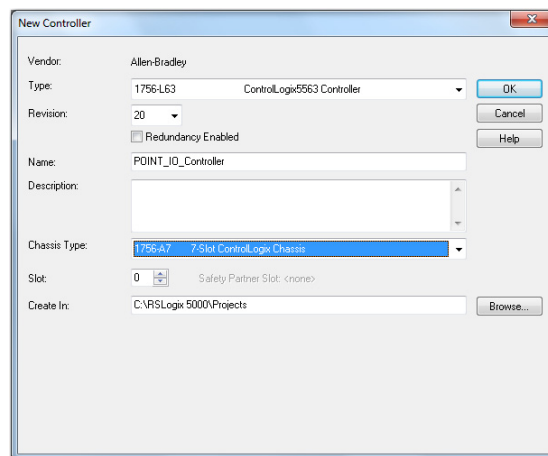 New Controller
Vendor: Allen-Bradley
Type: 1756-L63 ControlLogix5563 Controller OK
Revision: 20 Cancel
Redundancy Enabled Help
Name: POINT_IO_Controller
Description:
Chassis Type: 1756-A7 7-Slot ControlLogix Chassis
Slot: 0 Safety Partner Slot: <none>
Create In: C:\RSLogix 5000\Projects Browse...